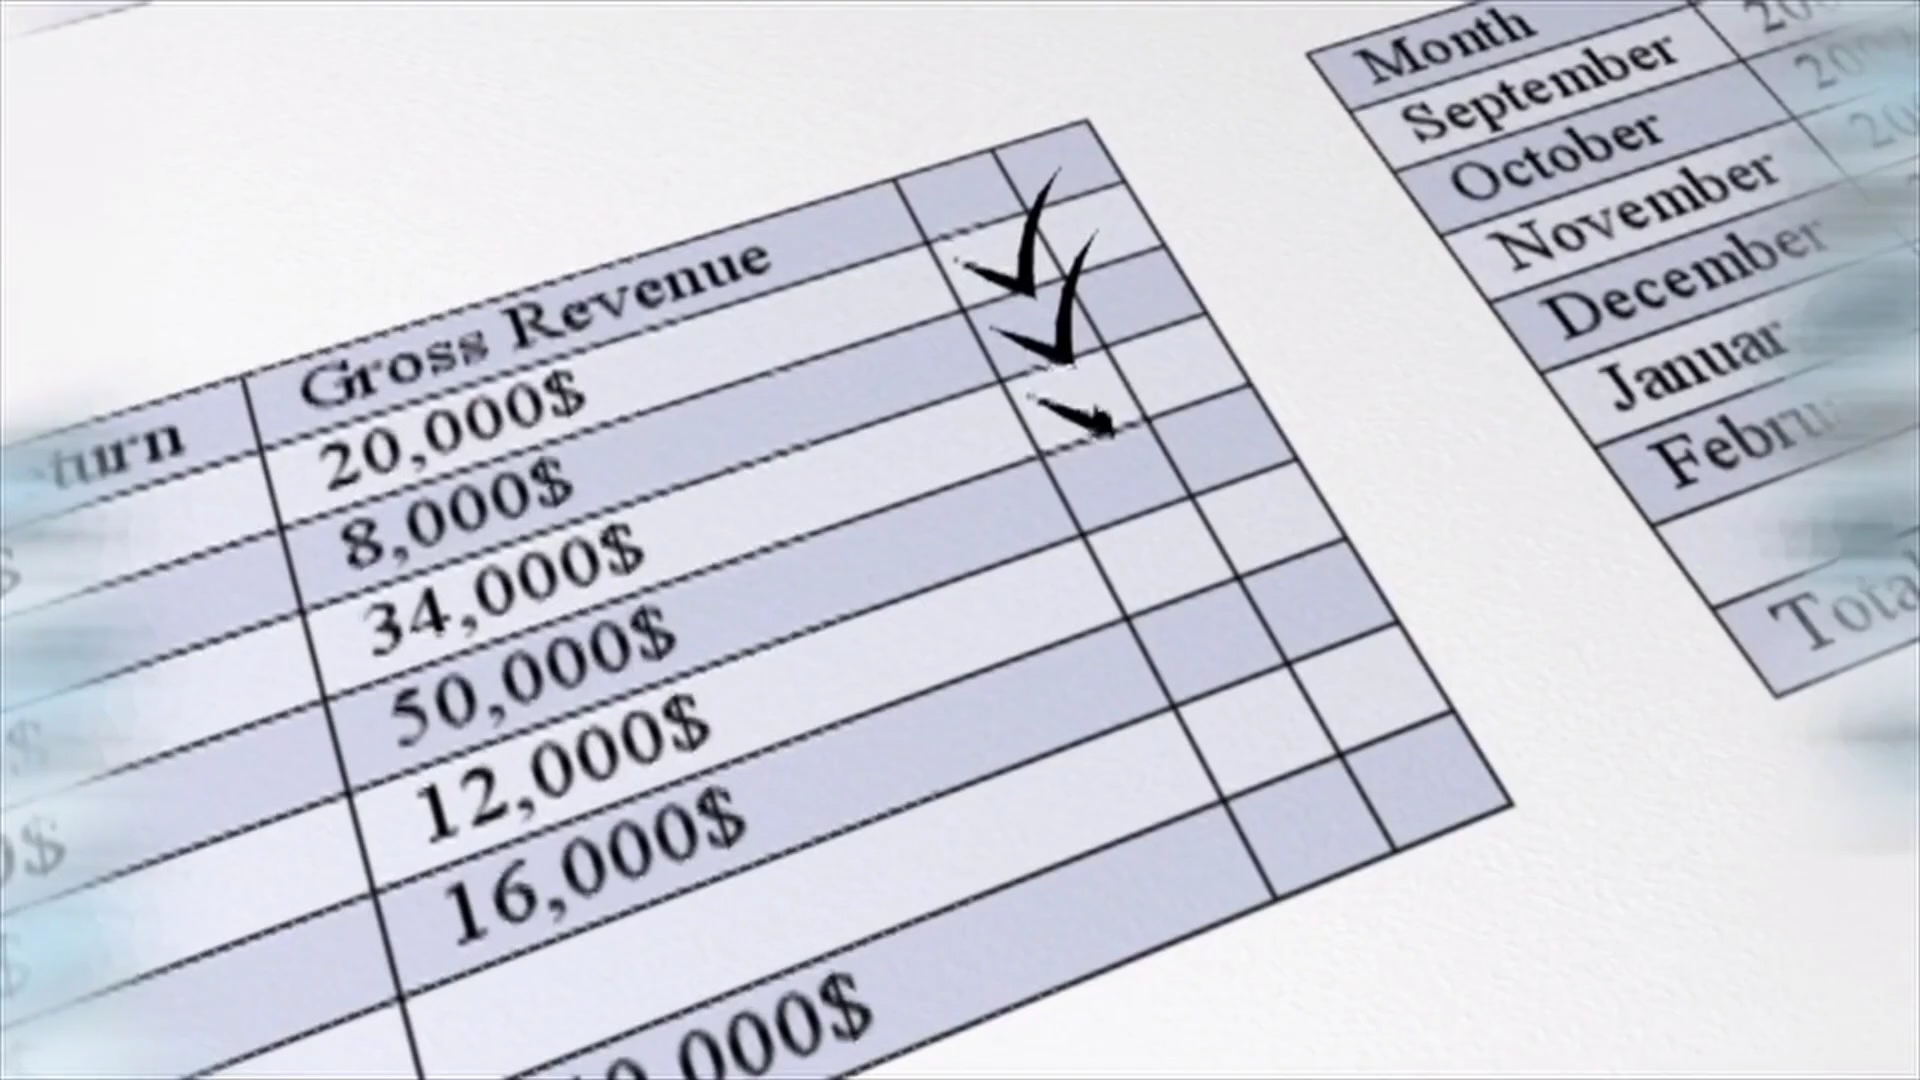 Gross Revenue
20,000$
8,000$
34,000$
50,000$
12,000$
16,000$
Month
September
October
November
December
Januar